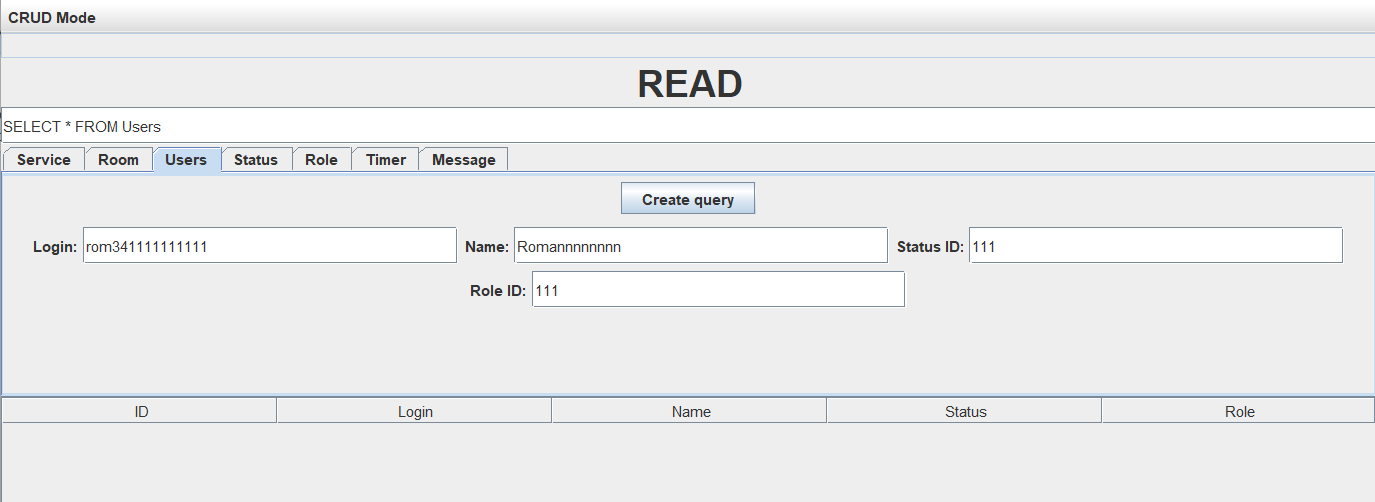 CRUD Mode
READ
SELECT * FROM Users
Service Room Users Status Role Timer Message
Create query
Login: rom341111111111 Name: Romannnnnnnn Status ID: 111
Role ID: 111
ID Login Name Status Role